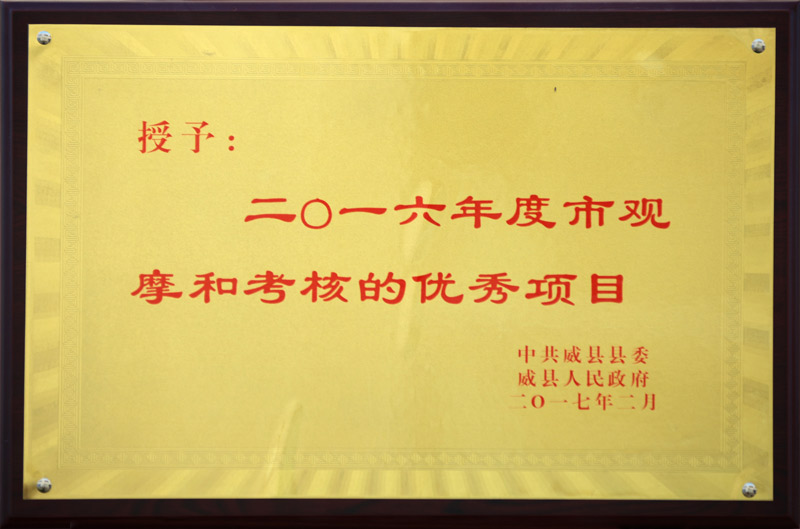 授予：
二〇一六年度市观
摩和考核的优秀项目
中共威县县委
威县人民政府
二〇一七年二月